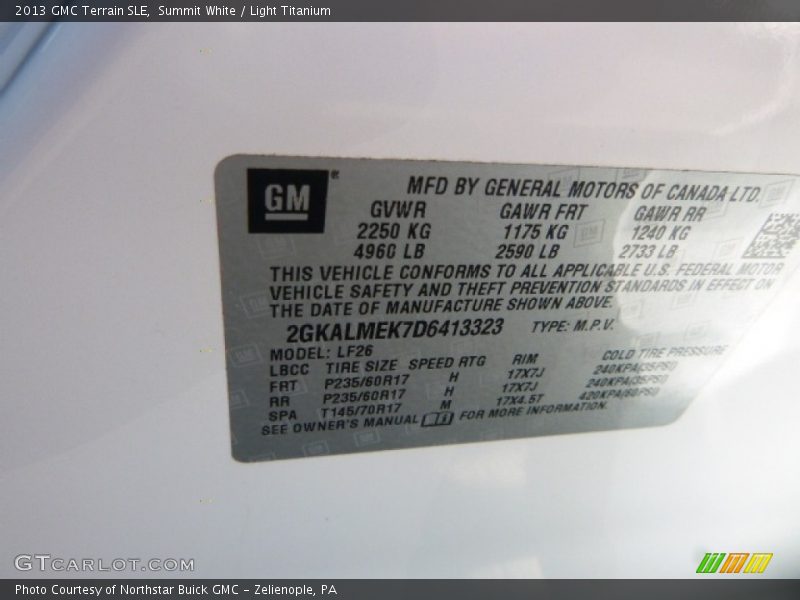 2013 GMC Terrain SLE, Summit White / Light Titanium
GM®
MFD BY GENERAL MOTORS OF CANADA LTD.
GVWR GAWR FRT GAWR RR
2250 KG 1175 KG 1240 KG
4960 LB 2590 LB 2733 LB
THIS VEHICLE CONFORMS TO ALL APPLICABLE U.S. FEDERAL MOTOR
VEHICLE SAFETY AND THEFT PREVENTION STANDARDS IN EFFECT ON
THE DATE OF MANUFACTURE SHOWN ABOVE.
2GKALMEK7D6413323 TYPE: M.P.V.
MODEL: LF26
LBCC TIRE SIZE SPEED RTG RIM COLD TIRE PRESSURE
FRT P235/60R17 H 17X7J 240KPA(35PSI)
RR P235/60R17 H 17X7J 240KPA(35PSI)
SPA T145/70R17 M 17X4.5T 420KPA(60PSI)
SEE OWNER'S MANUAL FOR MORE INFORMATION.
GTCARLOT.COM
Photo Courtesy of Northstar Buick GMC - Zelienople, PA